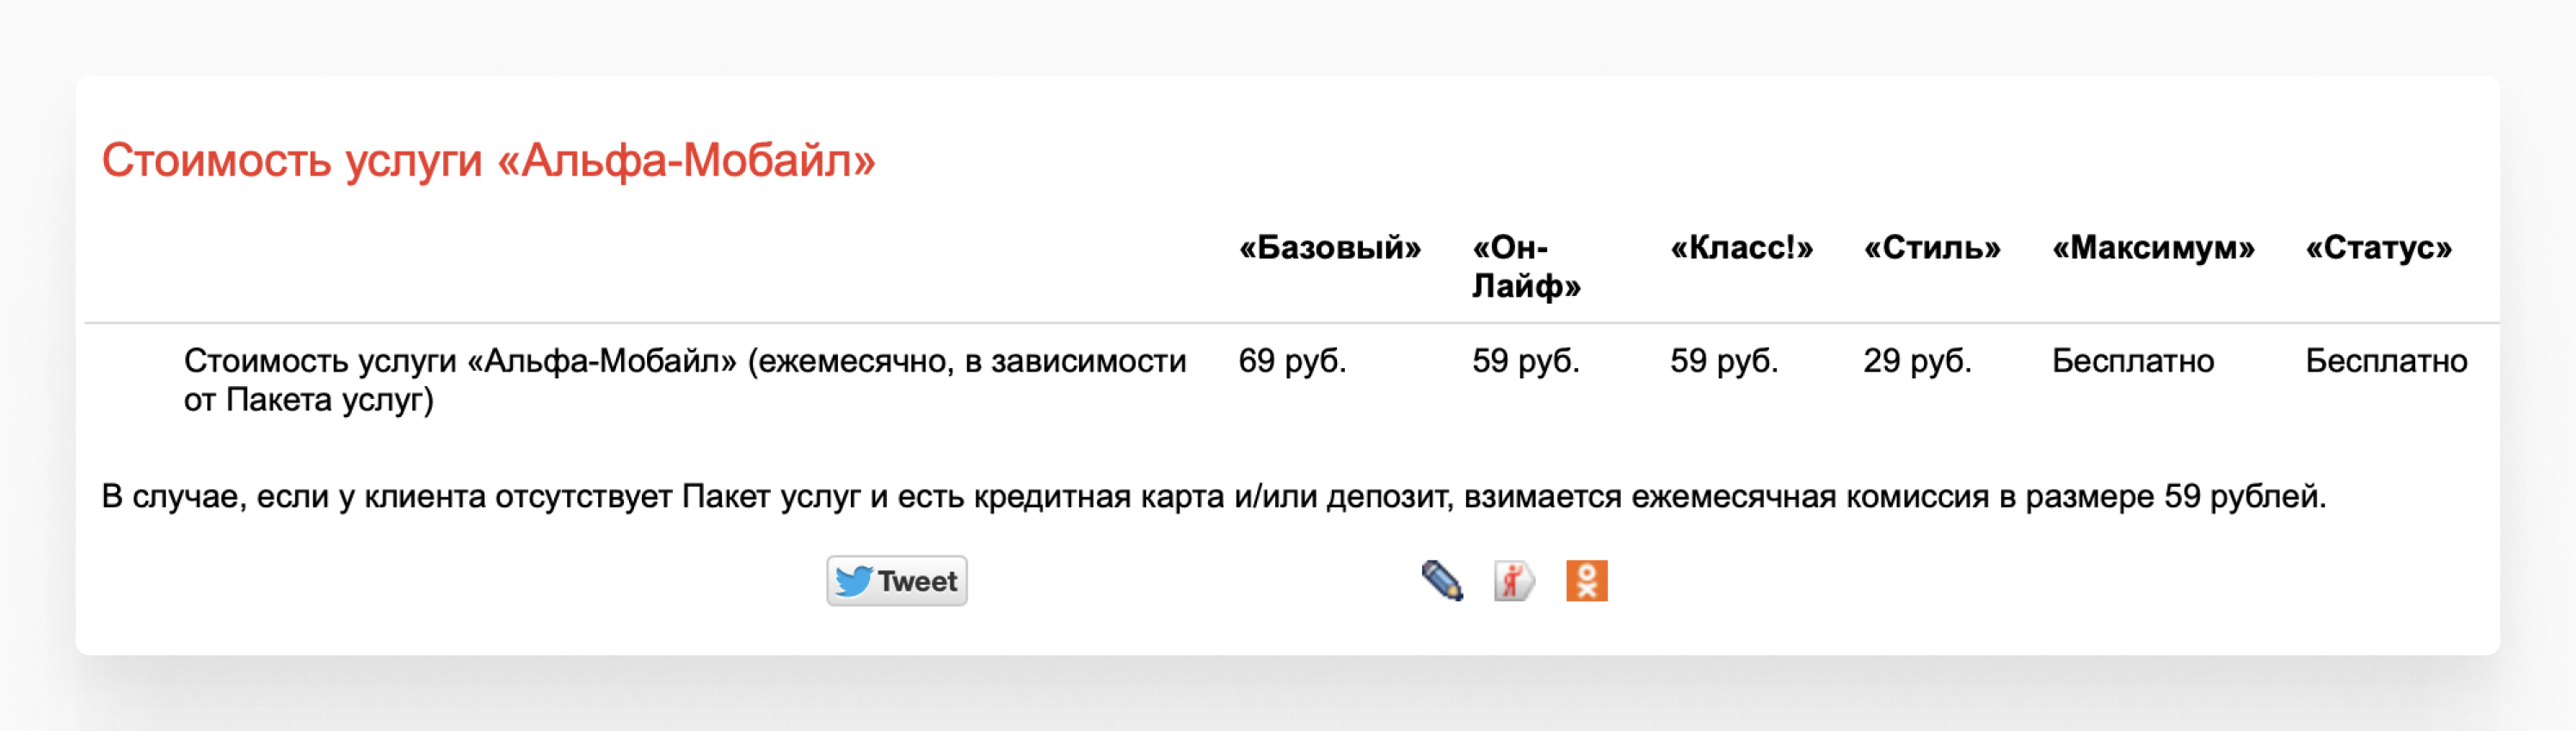 Стоимость услуги «Альфа-Мобайл»
«Базовый» «Он-Лайф» «Класс!» «Стиль» «Максимум» «Статус»
Стоимость услуги «Альфа-Мобайл» (ежемесячно, в зависимости
от Пакета услуг)
69 руб. 59 руб. 59 руб. 29 руб. Бесплатно Бесплатно
В случае, если у клиента отсутствует Пакет услуг и есть кредитная карта и/или депозит, взимается ежемесячная комиссия в размере 59 рублей.
Tweet